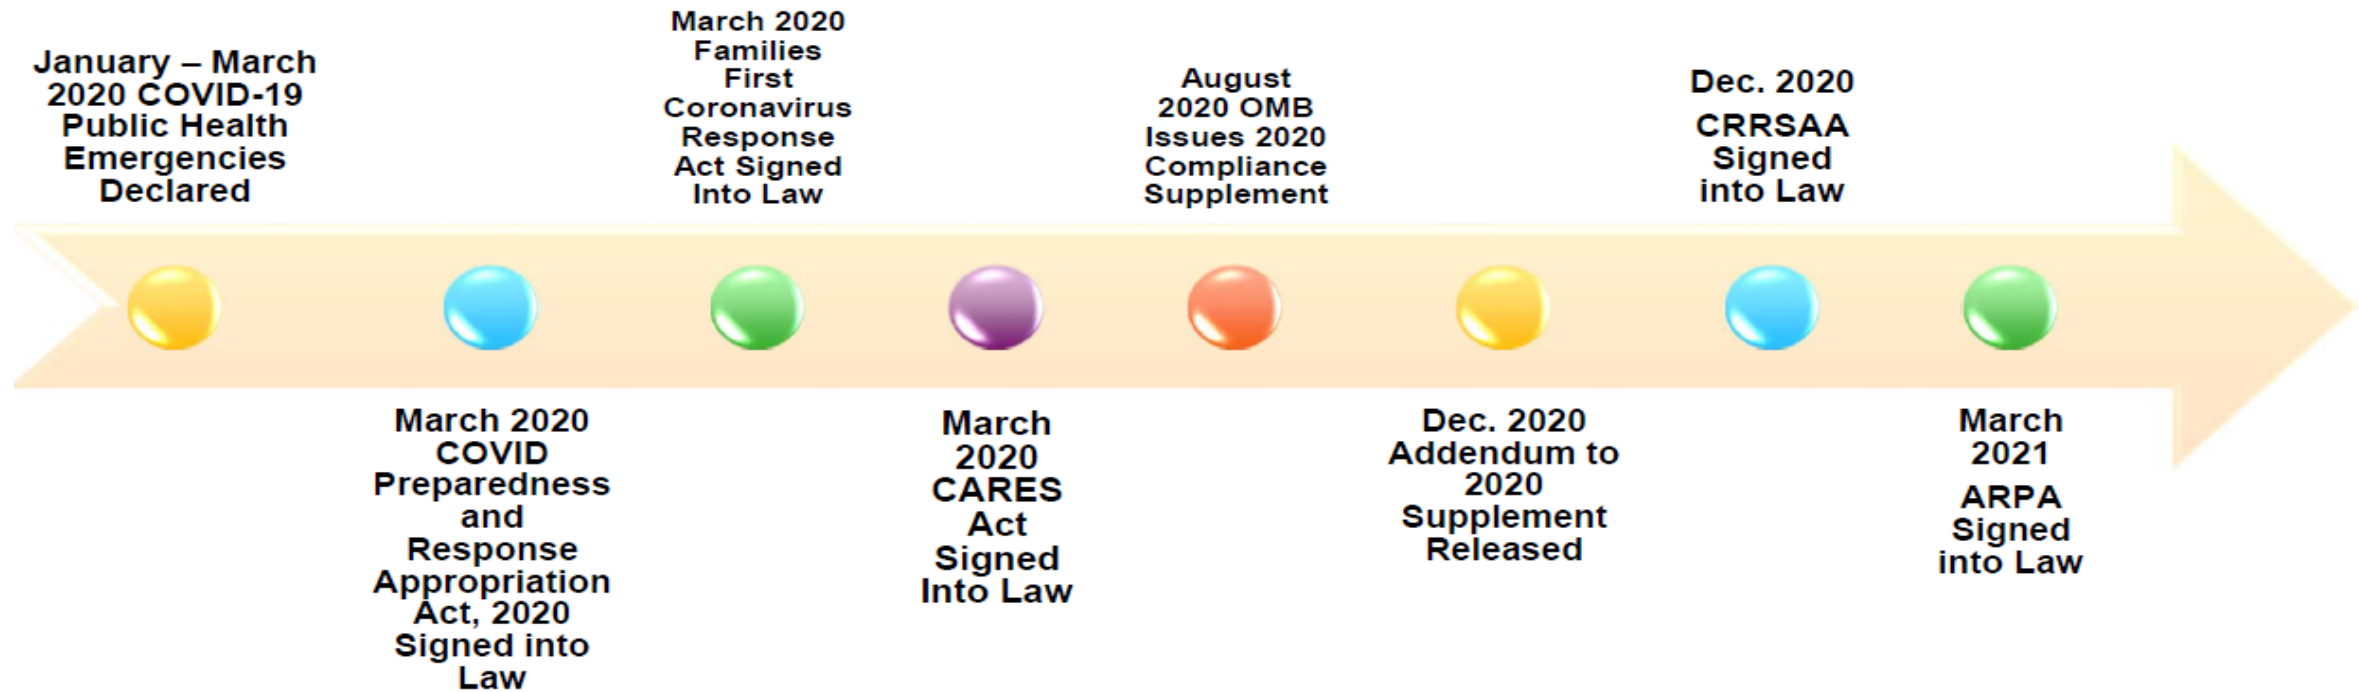 January – March
2020 COVID-19
Public Health
Emergencies
Declared
March 2020
COVID
Preparedness
and
Response
Appropriation
Act, 2020
Signed into
Law
March 2020
Families
First
Coronavirus
Response
Act Signed
Into Law
March
2020
CARES
Act
Signed
Into Law
August
2020 OMB
Issues 2020
Compliance
Supplement
Dec. 2020
Addendum to
2020
Supplement
Released
Dec. 2020
CRRSAA
Signed
into Law
March
2021
ARPA
Signed
into Law